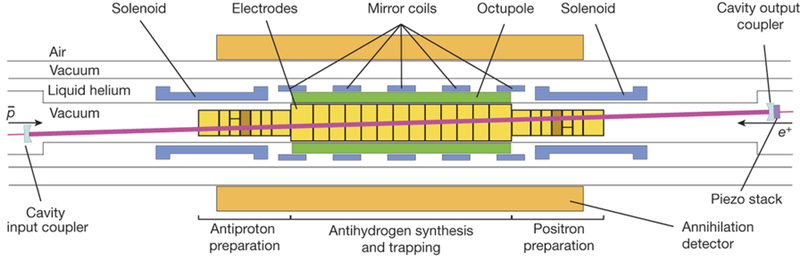 Solenoid
Electrodes
Mirror coils
Octupole
Solenoid
Cavity output
coupler
Air
Vacuum
Liquid helium
Vacuum
p̄
e⁺
Cavity
input coupler
Piezo stack
Antiproton
preparation
Antihydrogen synthesis
and trapping
Positron
preparation
Annihilation
detector